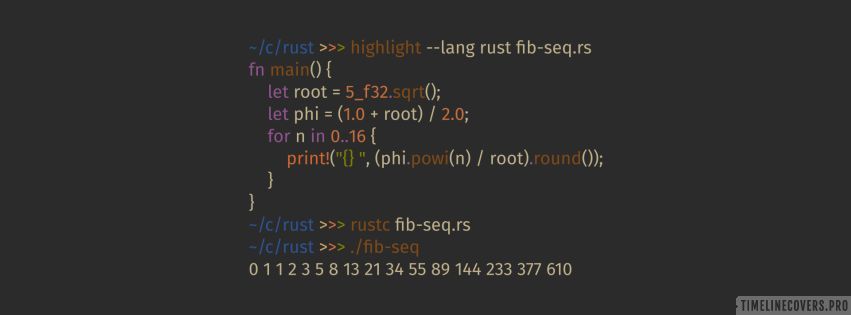 ~/c/rust >>> highlight --lang rust fib-seq.rs
fn main() {
    let root = 5_f32.sqrt();
    let phi = (1.0 + root) / 2.0;
    for n in 0..16 {
        print!("{} ", (phi.powi(n) / root).round());
    }
}
~/c/rust >>> rustc fib-seq.rs
~/c/rust >>> ./fib-seq
0 1 1 2 3 5 8 13 21 34 55 89 144 233 377 610
TIMELINECOVERS.PRO